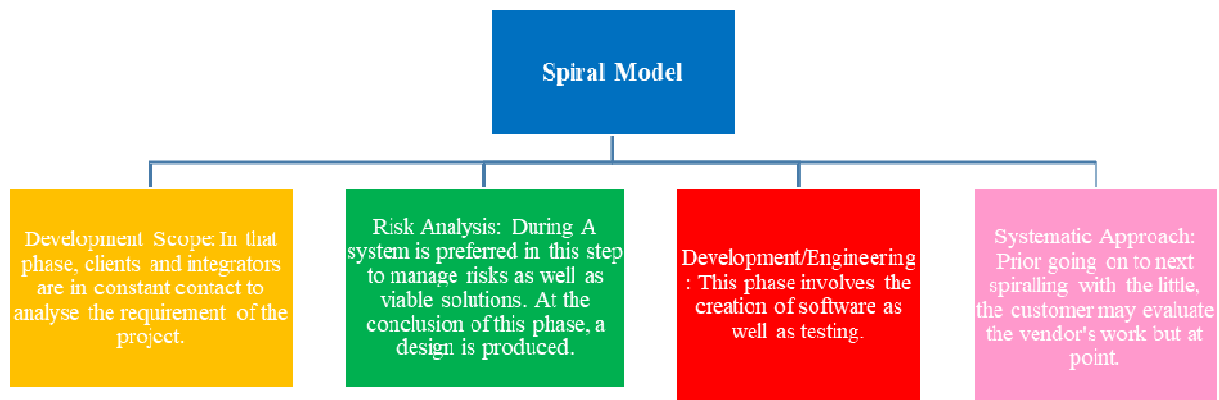 Spiral Model
Development Scope: In that
phase, clients and integrators
are in constant contact to
analyse the requirement of the
project.
Risk Analysis: During A
system is preferred in this step
to manage risks as well as
viable solutions. At the
conclusion of this phase, a
design is produced.
Development/Engineering
: This phase involves the
creation of software as
well as testing.
Systematic Approach:
Prior going on to next
spiralling with the little,
the customer may evaluate
the vendor's work but at
point.